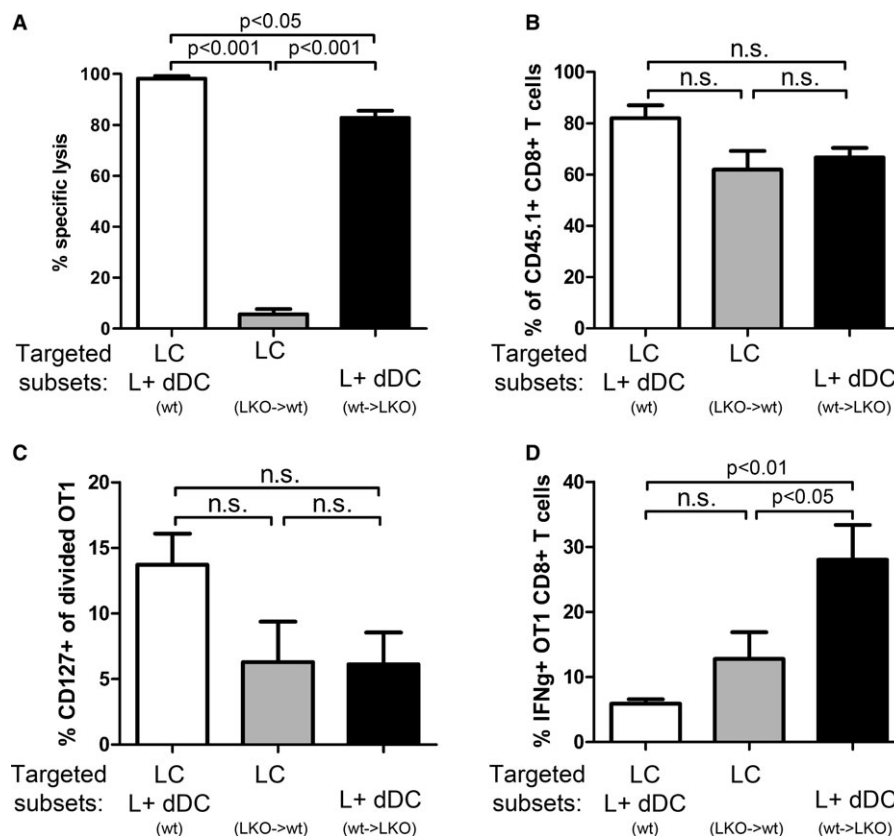 A
p<0.05
p<0.001 p<0.001
% specific lysis
100
80
60
40
20
0
Targeted subsets:
LC LC
L+ dDC L+ dDC
(wt) (LKO->wt) (wt->LKO)
B
n.s.
n.s. n.s.
% of CD45.1+ CD8+ T cells
100
80
60
40
20
0
Targeted subsets:
LC LC
L+ dDC L+ dDC
(wt) (LKO->wt) (wt->LKO)
C
n.s.
n.s. n.s.
% CD127+ of divided OT1
20
15
10
5
0
Targeted subsets:
LC LC
L+ dDC L+ dDC
(wt) (LKO->wt) (wt->LKO)
D
p<0.01
n.s. p<0.05
% IFNg+ OT1 CD8+ T cells
40
30
20
10
0
Targeted subsets:
LC LC
L+ dDC L+ dDC
(wt) (LKO->wt) (wt->LKO)